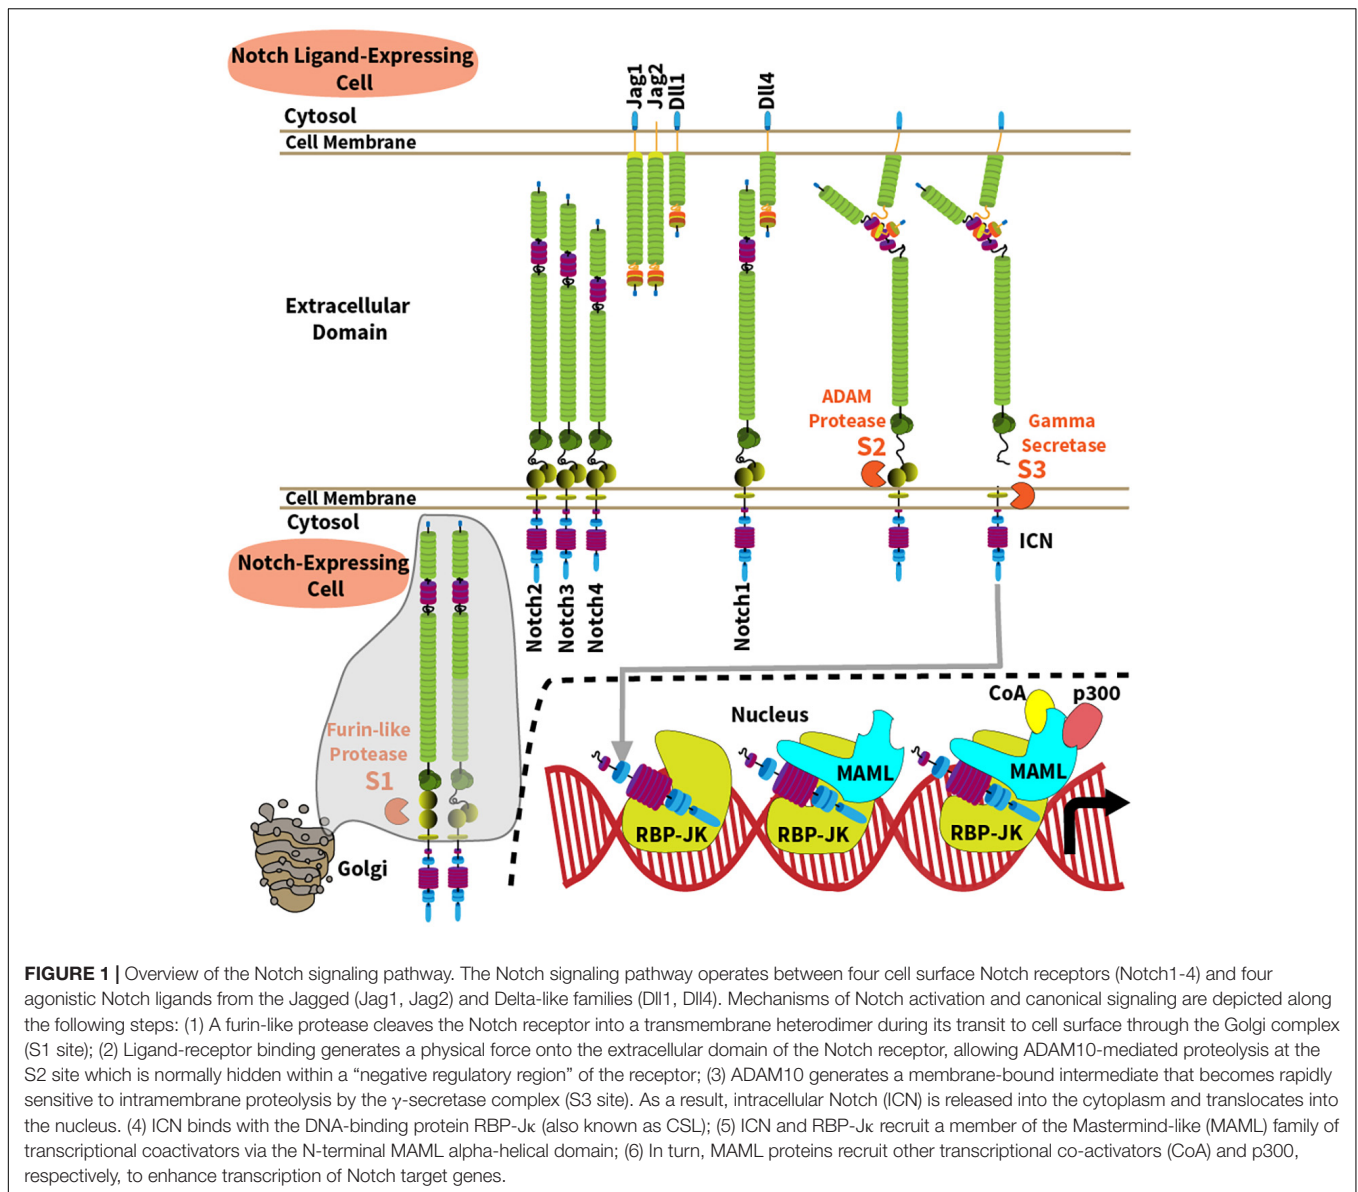 Notch Ligand-Expressing
Cell
Jag1
Jag2
Dll1
Dll4
Cytosol
Cell Membrane
Extracellular
Domain
ADAM
Protease
S2
Gamma
Secretase
S3
Cell Membrane
Cytosol
ICN
Notch-Expressing
Cell
Notch2
Notch3
Notch4
Notch1
Furin-like
Protease
S1
Golgi
Nucleus
CoA
p300
MAML
MAML
RBP-JK
RBP-JK
RBP-JK
FIGURE 1 | Overview of the Notch signaling pathway. The Notch signaling pathway operates between four cell surface Notch receptors (Notch1-4) and four
agonistic Notch ligands from the Jagged (Jag1, Jag2) and Delta-like families (Dll1, Dll4). Mechanisms of Notch activation and canonical signaling are depicted along
the following steps: (1) A furin-like protease cleaves the Notch receptor into a transmembrane heterodimer during its transit to cell surface through the Golgi complex
(S1 site); (2) Ligand-receptor binding generates a physical force onto the extracellular domain of the Notch receptor, allowing ADAM10-mediated proteolysis at the
S2 site which is normally hidden within a “negative regulatory region” of the receptor; (3) ADAM10 generates a membrane-bound intermediate that becomes rapidly
sensitive to intramembrane proteolysis by the γ-secretase complex (S3 site). As a result, intracellular Notch (ICN) is released into the cytoplasm and translocates into
the nucleus. (4) ICN binds with the DNA-binding protein RBP-Jκ (also known as CSL); (5) ICN and RBP-Jκ recruit a member of the Mastermind-like (MAML) family of
transcriptional coactivators via the N-terminal MAML alpha-helical domain; (6) In turn, MAML proteins recruit other transcriptional co-activators (CoA) and p300,
respectively, to enhance transcription of Notch target genes.